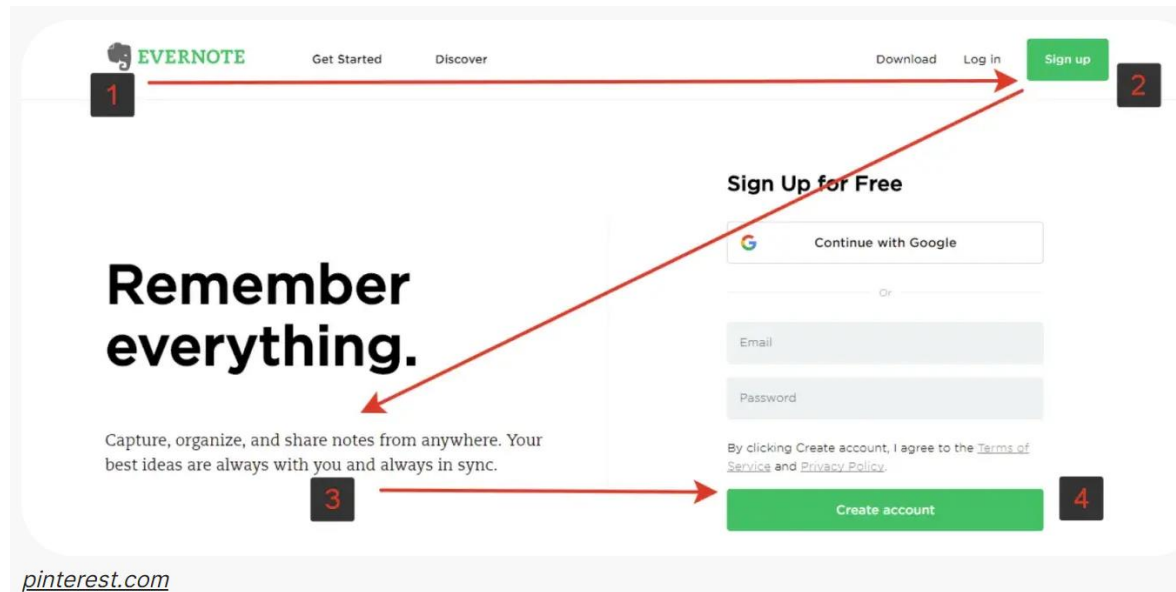 EVERNOTE Get Started Discover Download Log in Sign up
1
2
Sign Up for Free
Continue with Google
Or
Remember
everything.
Email
Password
Capture, organize, and share notes from anywhere. Your
best ideas are always with you and always in sync.
By clicking Create account, I agree to the Terms of
Service and Privacy Policy.
3
4
Create account
pinterest.com